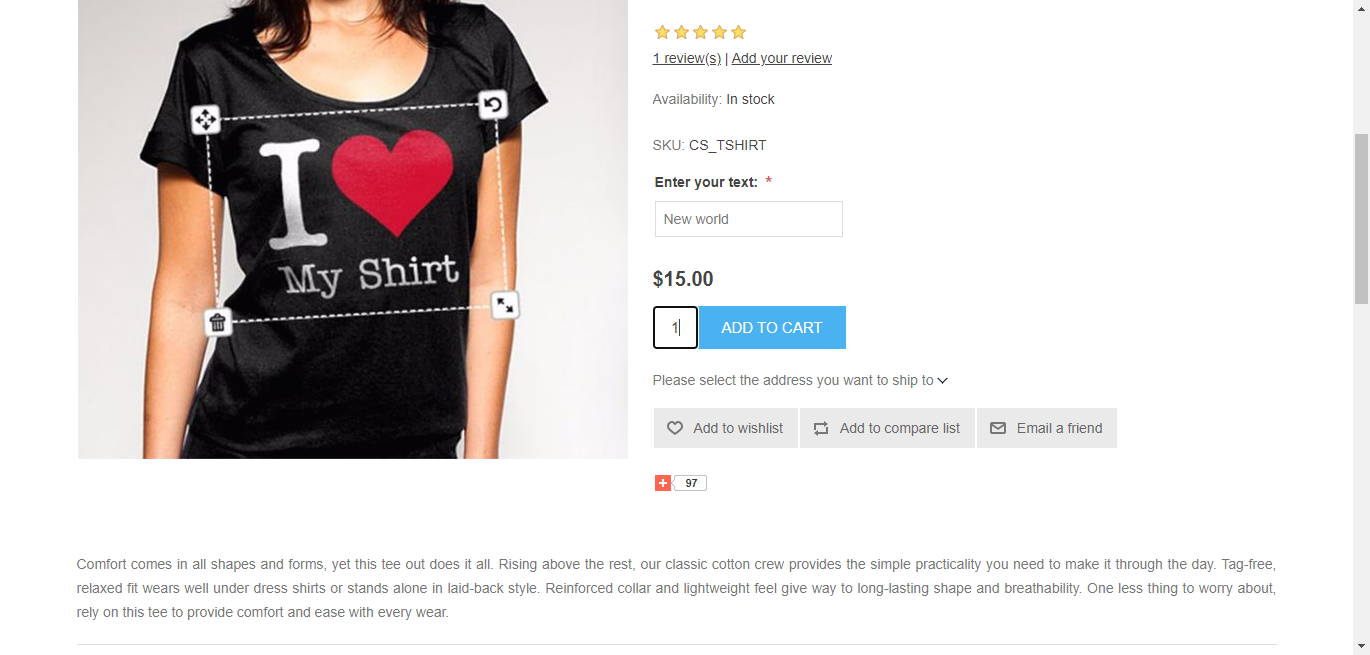 I
My Shirt
1 review(s) | Add your review
Availability: In stock
SKU: CS_TSHIRT
Enter your text: *
New world
$15.00
1 ADD TO CART
Please select the address you want to ship to
Add to wishlist Add to compare list Email a friend
+ 97
Comfort comes in all shapes and forms, yet this tee out does it all. Rising above the rest, our classic cotton crew provides the simple practicality you need to make it through the day. Tag-free,
relaxed fit wears well under dress shirts or stands alone in laid-back style. Reinforced collar and lightweight feel give way to long-lasting shape and breathability. One less thing to worry about,
rely on this tee to provide comfort and ease with every wear.